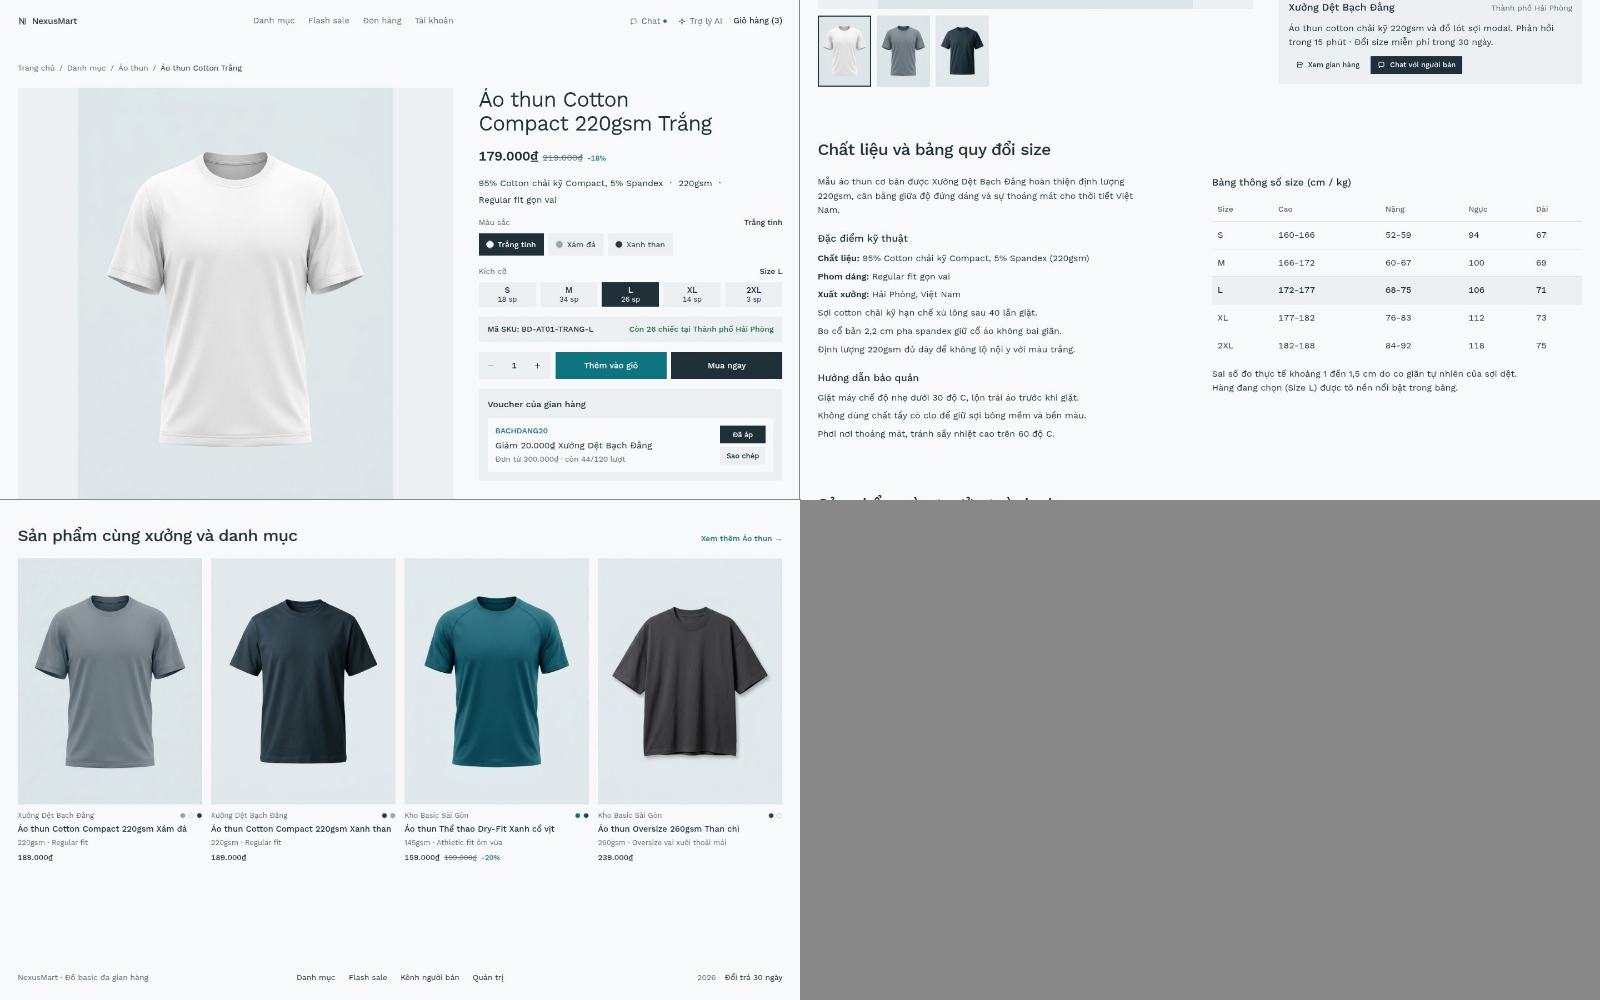 NexusMart
Danh mục Flash sale Đơn hàng Tài khoản
Chat Trợ lý AI Giỏ hàng (3)
Trang chủ / Danh mục / Áo thun / Áo thun Cotton Trắng
Áo thun Cotton
Compact 220gsm Trắng
179.000₫ 219.000₫ -18%
95% Cotton chải kỹ Compact, 5% Spandex · 220gsm ·
Regular fit gọn vai
Màu sắc Trắng tinh
Trắng tinh Xám đá Xanh than
Kích cỡ Size L
S M L XL 2XL
18 sp 34 sp 26 sp 14 sp 3 sp
Mã SKU: BD-AT01-TRANG-L Còn 26 chiếc tại Thành phố Hải Phòng
− 1 + Thêm vào giỏ Mua ngay
Voucher của gian hàng
BACHDANG20
Giảm 20.000₫ Xưởng Dệt Bạch Đằng
Đơn từ 300.000₫ · còn 44/120 lượt
Đã áp
Sao chép
Xưởng Dệt Bạch Đằng Thành phố Hải Phòng
Áo thun cotton compact 220gsm và đồ lót sợi modal. Phản hồi
trong 15 phút · Đổi size miễn phí trong 30 ngày.
Xem gian hàng Chat với người bán
Chất liệu và bảng quy đổi size
Mẫu áo thun cơ bản được Xưởng Dệt Bạch Đằng hoàn thiện định lượng
220gsm, cân bằng giữa độ đứng dáng và sự thoáng mát cho thời tiết Việt
Nam.
Đặc điểm kỹ thuật
Chất liệu: 95% Cotton chải kỹ Compact, 5% Spandex (220gsm)
Phom dáng: Regular fit gọn vai
Xuất xưởng: Hải Phòng, Việt Nam
Sợi cotton chải kỹ hạn chế xù lông sau 40 lần giặt.
Bo cổ bản 2,2 cm pha spandex giữ cổ áo không bai giãn.
Định lượng 220gsm đủ dày để không lộ nội y với màu trắng.
Hướng dẫn bảo quản
Giặt máy chế độ nhẹ dưới 30 độ C, lộn trái áo trước khi giặt.
Không dùng chất tẩy có clo để giữ sợi bông mềm và bền màu.
Phơi nơi thoáng mát, tránh sấy nhiệt cao trên 60 độ C.
Bảng thông số size (cm / kg)
Size Cao Nặng Ngực Dài
S 160-166 52-59 94 67
M 166-172 60-67 100 69
L 172-177 68-75 106 71
XL 177-182 76-83 112 73
2XL 182-188 84-92 118 75
Sai số đo thực tế khoảng 1 đến 1,5 cm do co giãn tự nhiên của sợi dệt.
Hàng đang chọn (Size L) được tô nền nổi bật trong bảng.
Sản phẩm cùng xưởng và danh mục
Xem thêm Áo thun →
Xưởng Dệt Bạch Đằng
Áo thun Cotton Compact 220gsm Xám đá
220gsm · Regular fit
189.000₫
Xưởng Dệt Bạch Đằng
Áo thun Cotton Compact 220gsm Xanh than
220gsm · Regular fit
189.000₫
Kho Basic Sài Gòn
Áo thun Thể thao Dry-Fit Xanh cổ vịt
145gsm · Athletic fit ôm vừa
159.000₫ 199.000₫ -20%
Kho Basic Sài Gòn
Áo thun Oversize 260gsm Than chì
260gsm · Oversize vai xuôi thoải mái
239.000₫
NexusMart · Đồ basic đa gian hàng
Danh mục Flash sale Kênh người bán Quản trị
2026 Đổi trả 30 ngày